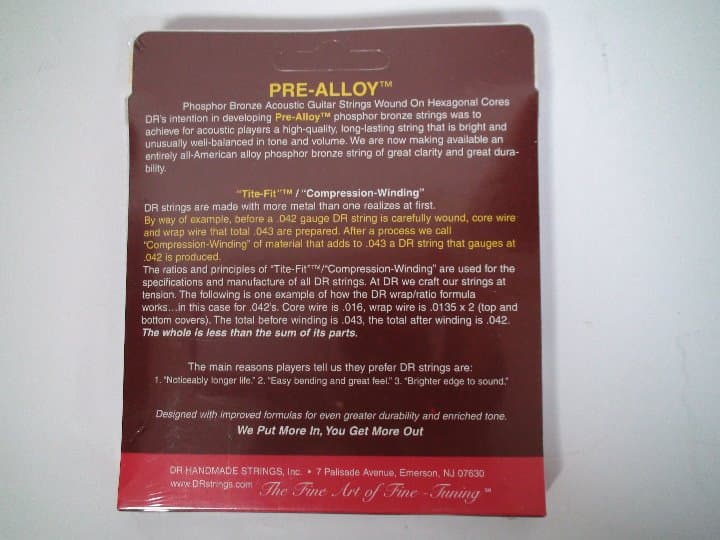 PRE-ALLOY™
Phosphor Bronze Acoustic Guitar Strings Wound On Hexagonal Cores
DR's intention in developing Pre-Alloy™ phosphor bronze strings was to
achieve for acoustic players a high-quality, long-lasting string that is bright and
unusually well-balanced in tone and volume. We are now making available an
entirely all-American alloy phosphor bronze string of great clarity and great dura-
bility.
"Tite-Fit"™ / "Compression-Winding"
DR strings are made with more metal than one realizes at first.
By way of example, before a .042 gauge DR string is carefully wound, core wire
and wrap wire that total .043 are prepared. After a process we call
"Compression-Winding" of material that adds to .043 a DR string that gauges at
.042 is produced.
The ratios and principles of "Tite-Fit"™/"Compression-Winding" are used for the
specifications and manufacture of all DR strings. At DR we craft our strings at
tension. The following is one example of how the DR wrap/ratio formula
works...in this case for .042's. Core wire is .016, wrap wire is .0135 x 2 (top and
bottom covers). The total before winding is .043, the total after winding is .042.
The whole is less than the sum of its parts.
The main reasons players tell us they prefer DR strings are:
1. "Noticeably longer life." 2. "Easy bending and great feel." 3. "Brighter edge to sound."
Designed with improved formulas for even greater durability and enriched tone.
We Put More In, You Get More Out
DR HANDMADE STRINGS, Inc. • 7 Palisade Avenue, Emerson, NJ 07630
www.DRstrings.com The Fine Art of Fine-Tuning℠